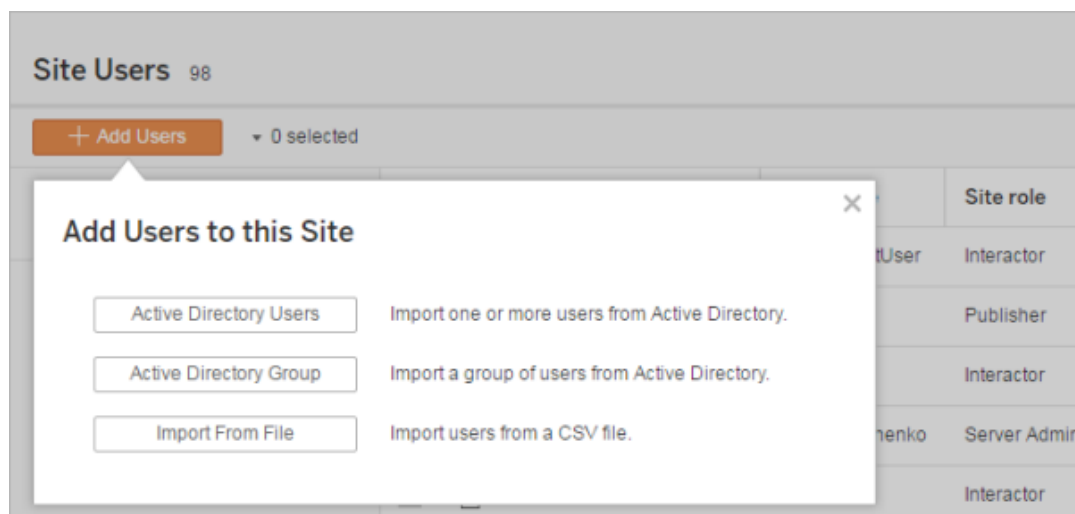 Site Users 98
+ Add Users 0 selected
Site role
Add Users to this Site
Interactor
Active Directory Users Import one or more users from Active Directory.
Publisher
Active Directory Group Import a group of users from Active Directory.
Interactor
Import From File Import users from a CSV file.
Interactor